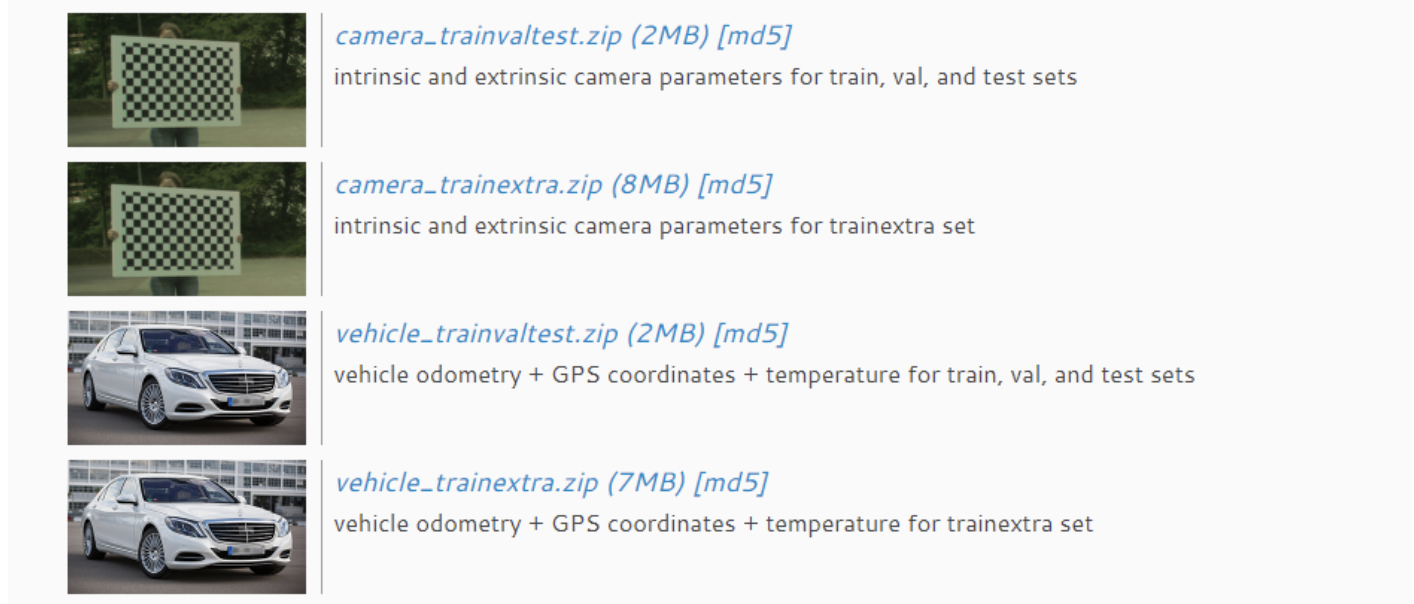 camera_trainvaltest.zip (2MB) [md5]
intrinsic and extrinsic camera parameters for train, val, and test sets
camera_trainextra.zip (8MB) [md5]
intrinsic and extrinsic camera parameters for trainextra set
vehicle_trainvaltest.zip (2MB) [md5]
vehicle odometry + GPS coordinates + temperature for train, val, and test sets
vehicle_trainextra.zip (7MB) [md5]
vehicle odometry + GPS coordinates + temperature for trainextra set